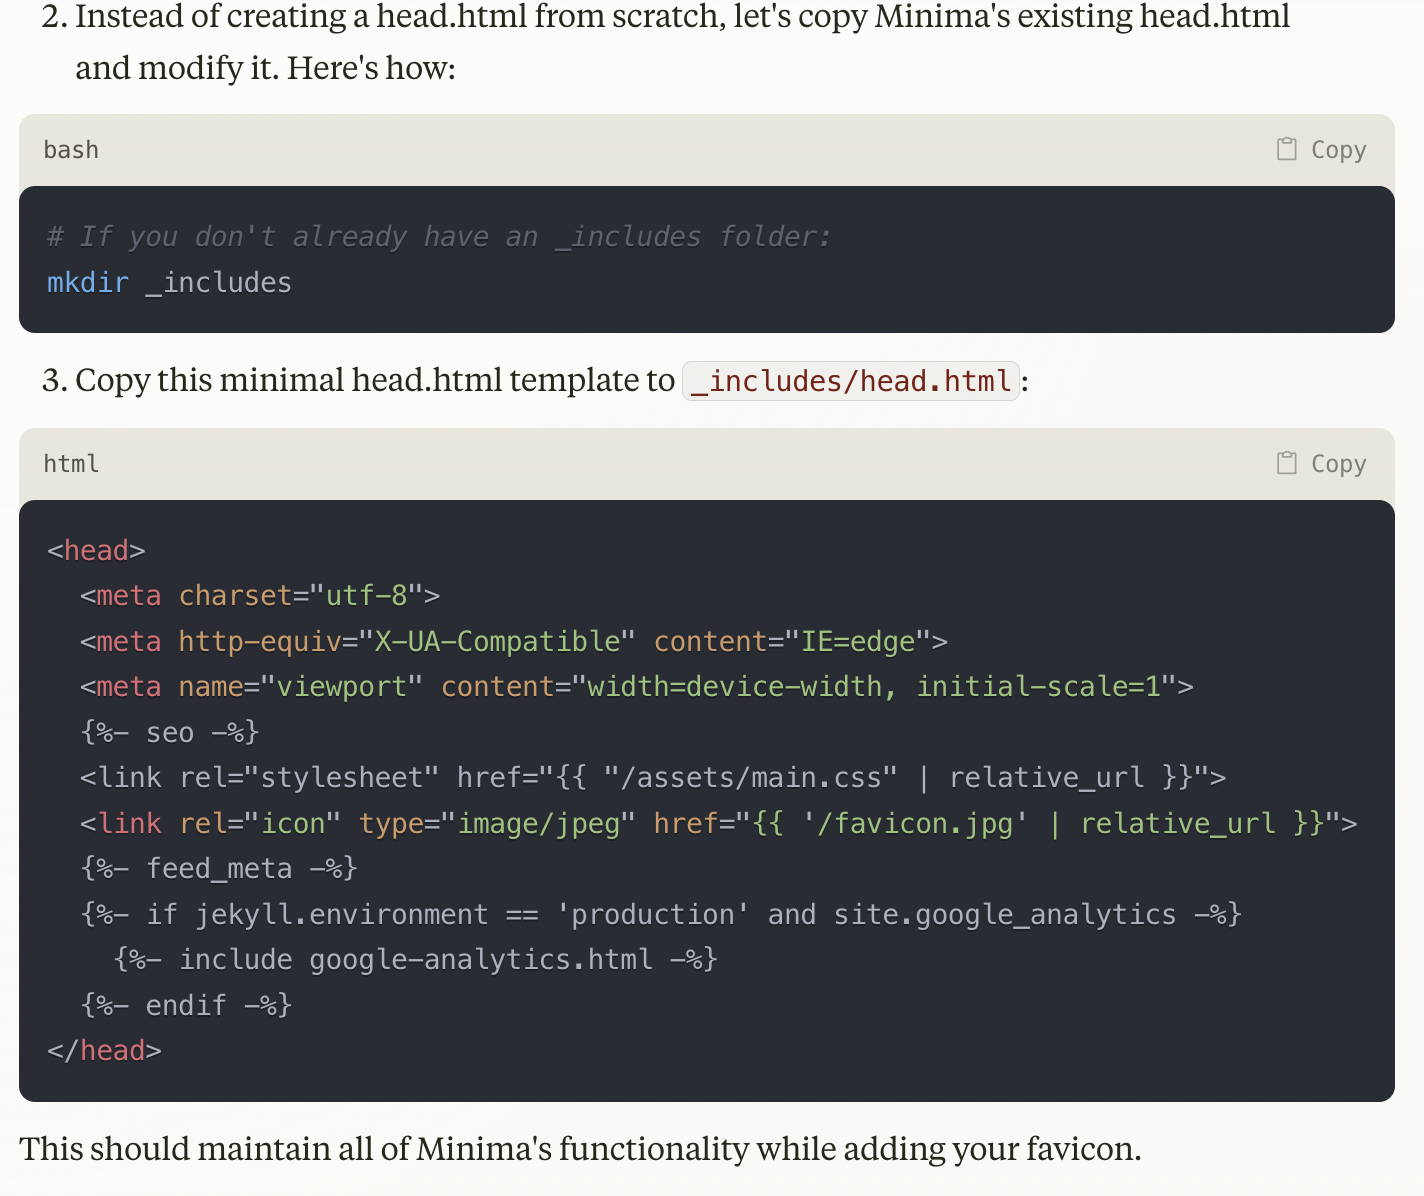 2. Instead of creating a head.html from scratch, let's copy Minima's existing head.html
and modify it. Here's how:
bash
Copy
# If you don't already have an _includes folder:
mkdir _includes
3. Copy this minimal head.html template to _includes/head.html:
html
Copy
<head>
  <meta charset="utf-8">
  <meta http-equiv="X-UA-Compatible" content="IE=edge">
  <meta name="viewport" content="width=device-width, initial-scale=1">
  {%- seo -%}
  <link rel="stylesheet" href="{{ "/assets/main.css" | relative_url }}">
  <link rel="icon" type="image/jpeg" href="{{ '/favicon.jpg' | relative_url }}">
  {%- feed_meta -%}
  {%- if jekyll.environment == 'production' and site.google_analytics -%}
    {%- include google-analytics.html -%}
  {%- endif -%}
</head>
This should maintain all of Minima's functionality while adding your favicon.